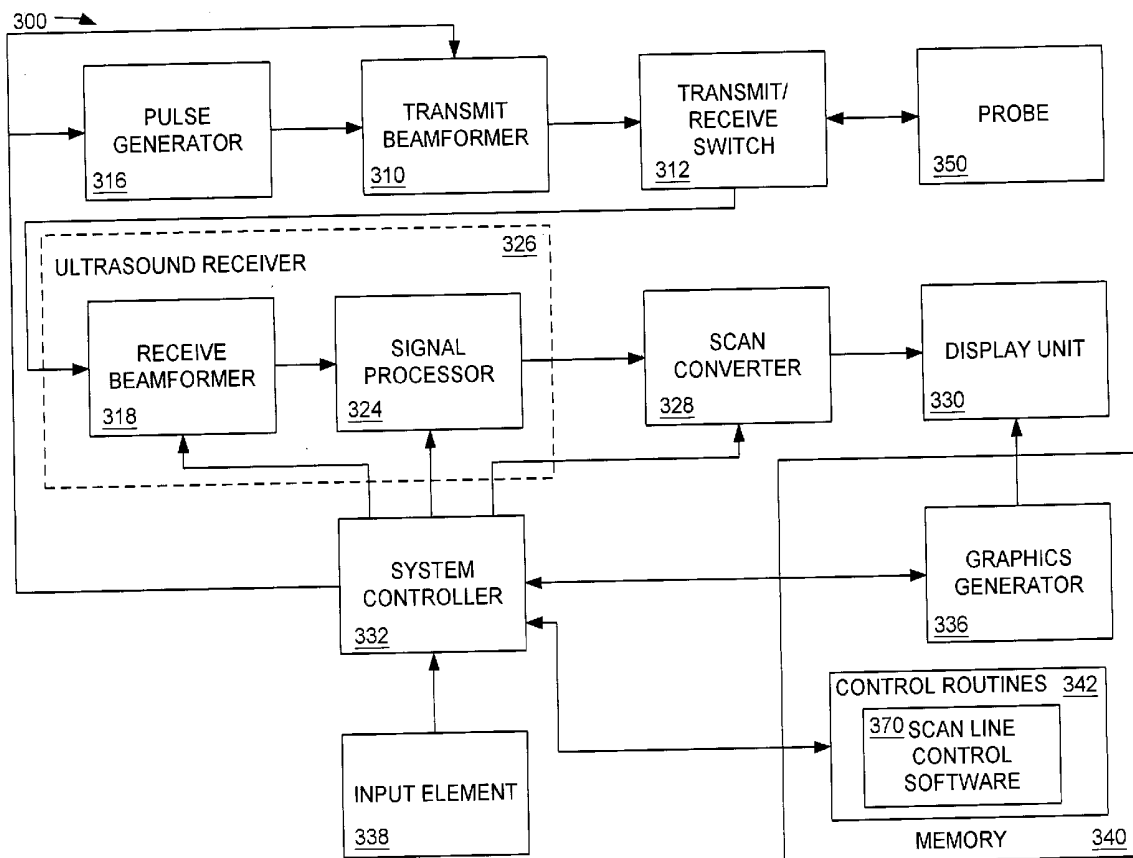 300
PULSE
GENERATOR
316
TRANSMIT
BEAMFORMER
310
TRANSMIT/
RECEIVE
SWITCH
312
PROBE
350
ULTRASOUND RECEIVER
326
RECEIVE
BEAMFORMER
318
SIGNAL
PROCESSOR
324
SCAN
CONVERTER
328
DISPLAY UNIT
330
SYSTEM
CONTROLLER
332
GRAPHICS
GENERATOR
336
INPUT ELEMENT
338
CONTROL ROUTINES 342
370 SCAN LINE
CONTROL
SOFTWARE
MEMORY 340